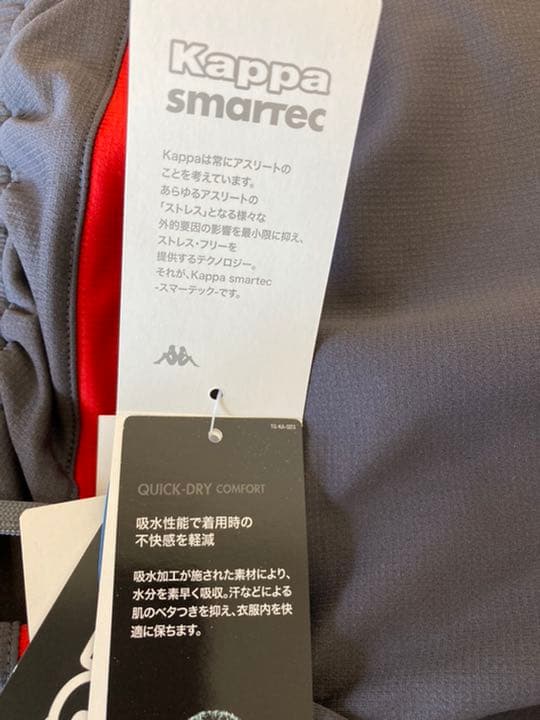 Kappa
smarTec
Kappaは常にアスリートの
ことを考えています。
あらゆるアスリートの
「ストレス」となる様々な
外的要因の影響を最小限に抑え、
ストレス・フリーを
提供するテクノロジー。
それが、Kappa smartec
-スマーテック-です。
QUICK-DRY COMFORT
吸水性能で着用時の
不快感を軽減
吸水加工が施された素材により、
水分を素早く吸収。汗などによる
肌のベタつきを抑え、衣服内を快
適に保ちます。